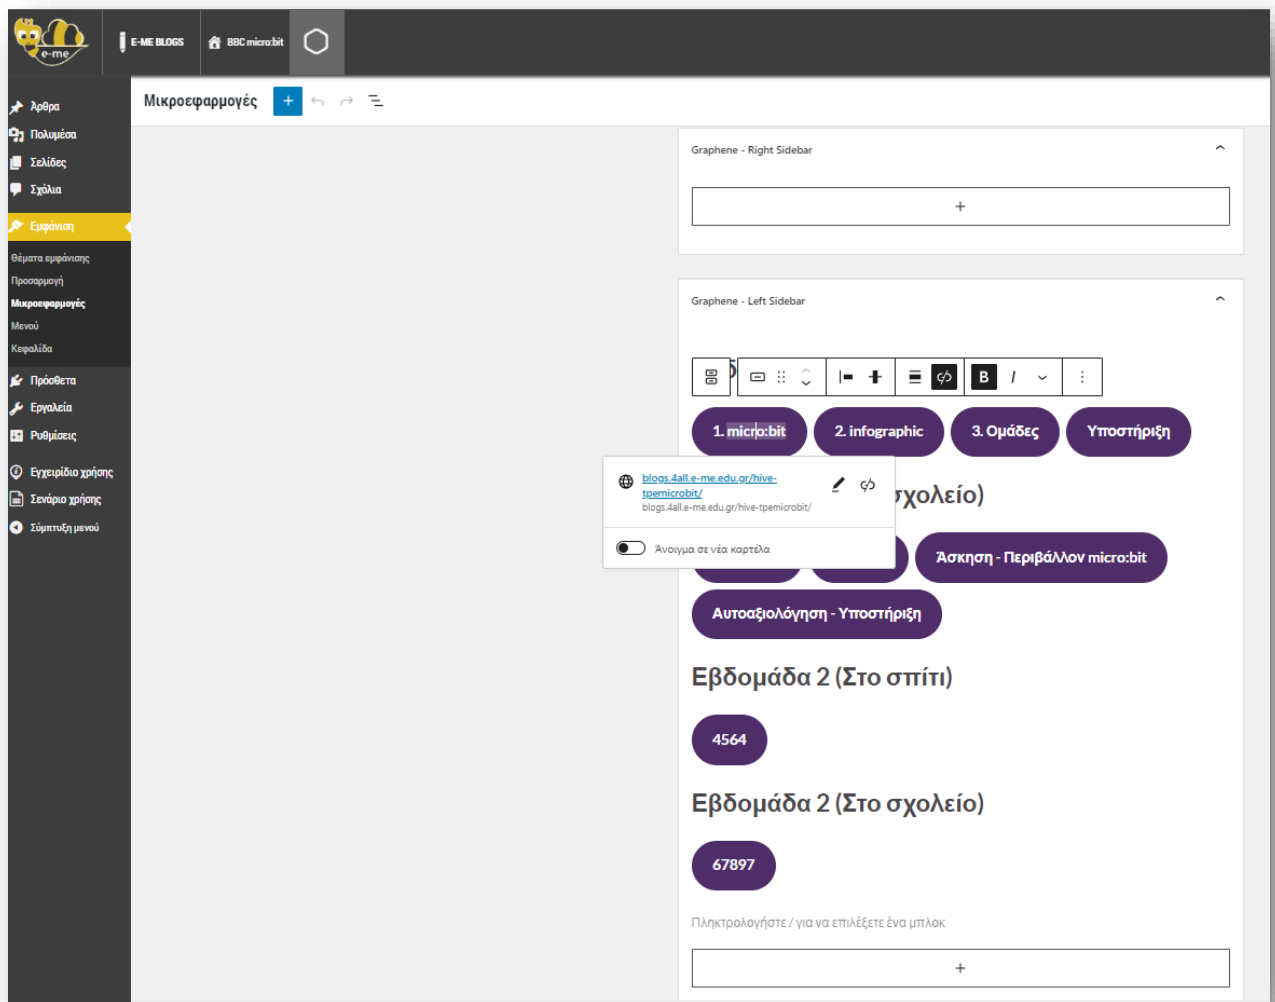 e-me
E-ME BLOGS
BBC micro:bit
Άρθρα
Πολυμέσα
Σελίδες
Σχόλια
Εμφάνιση
Θέματα εμφάνισης
Προσαρμογή
Μικροεφαρμογές
Μενού
Κεφαλίδα
Πρόσθετα
Εργαλεία
Ρυθμίσεις
Εγχειρίδιο χρήσης
Σενάριο χρήσης
Σύμπτυξη μενού
Μικροεφαρμογές
Graphene - Right Sidebar
Graphene - Left Sidebar
B I
1. micro:bit 2. infographic 3. Ομάδες Υποστήριξη
blogs.4all.e-me.edu.gr/hive-
tpemicrobit/
blogs.4all.e-me.edu.gr/hive-tpemicrobit/
Άνοιγμα σε νέα καρτέλα
χολείο)
Άσκηση - Περιβάλλον micro:bit
Αυτοαξιολόγηση - Υποστήριξη
Εβδομάδα 2 (Στο σπίτι)
4564
Εβδομάδα 2 (Στο σχολείο)
67897
Πληκτρολογήστε / για να επιλέξετε ένα μπλοκ